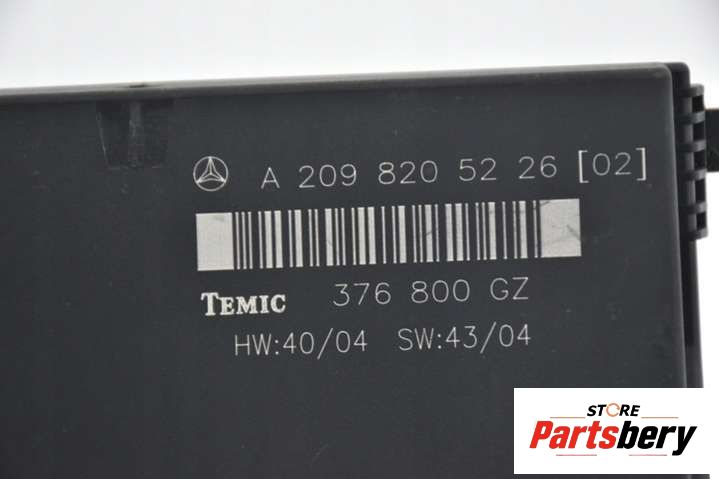 A 209 820 52 26 [02]
TEMIC 376 800 GZ
HW:40/04 SW:43/04
STORE
Partsbery